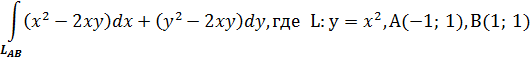 ∫_{L_{AB}} (x² − 2xy)dx + (y² − 2xy)dy, где L: y = x², A(−1; 1), B(1; 1)